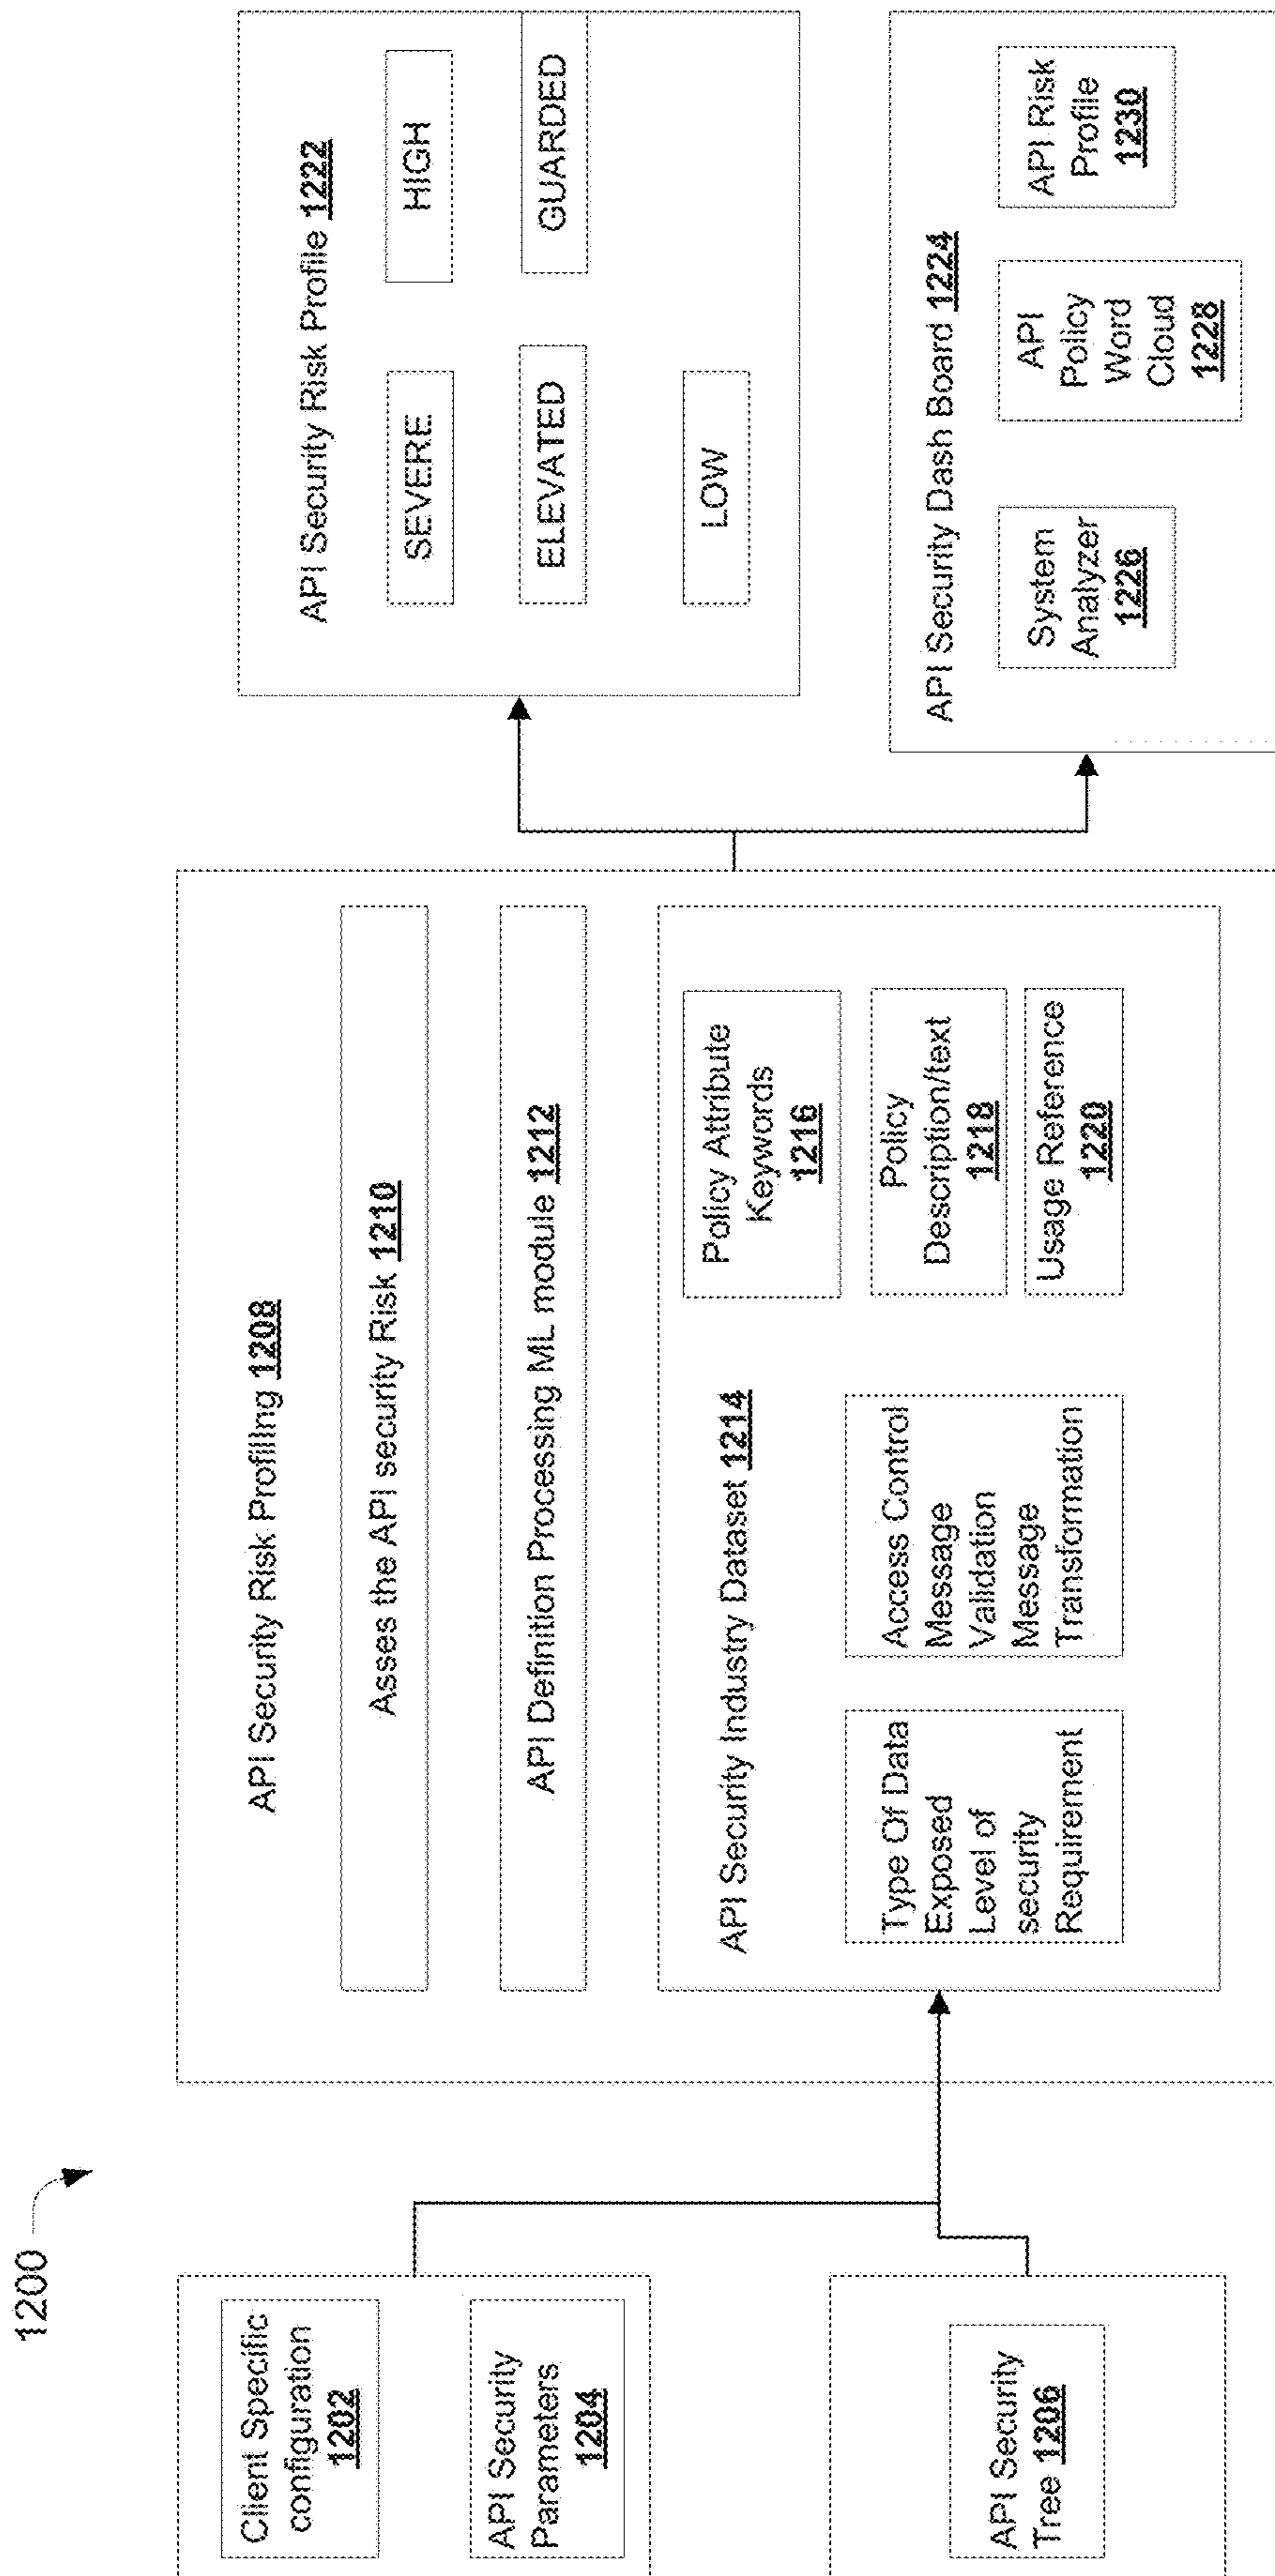 1200
Client Specific
configuration
1202
API Security
Parameters
1204
API Security
Tree 1206
API Security Risk Profiling 1208
Asses the API security Risk 1210
API Definition Processing ML module 1212
API Security Industry Dataset 1214
Type Of Data
Exposed
Level of
security
Requirement
Access Control
Message
Validation
Message
Transformation
Policy Attribute
Keywords
1216
Policy
Description/text
1218
Usage Reference
1220
API Security Risk Profile 1222
SEVERE
HIGH
ELEVATED
GUARDED
LOW
API Security Dash Board 1224
System
Analyzer
1226
API
Policy
Word
Cloud
1228
API Risk
Profile
1230